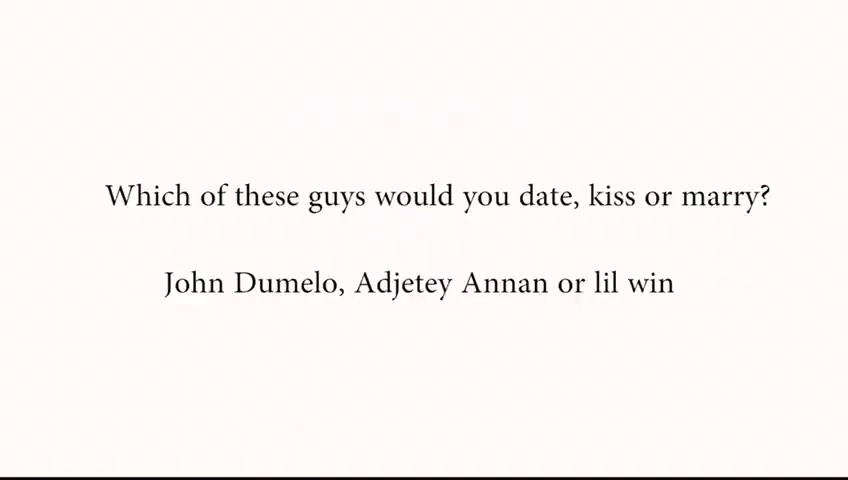 Which of these guys would you date, kiss or marry?
John Dumelo, Adjetey Annan or lil win